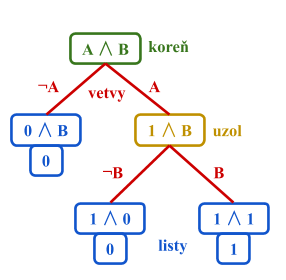 A ∧ B koreň
¬A vetvy A
0 ∧ B 1 ∧ B uzol
0
¬B B
1 ∧ 0 1 ∧ 1
0 listy 1